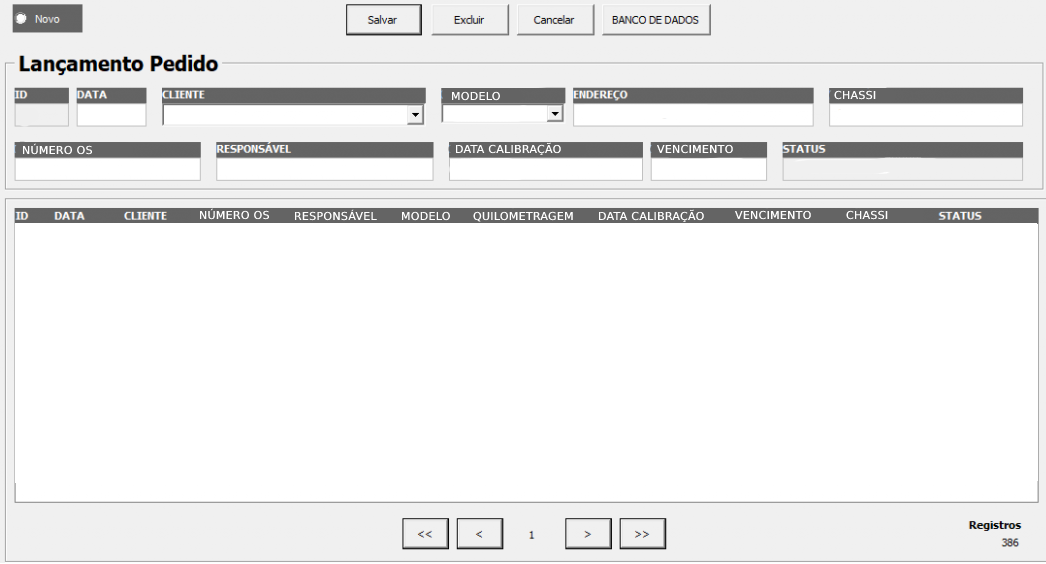 Novo Salvar Excluir Cancelar BANCO DE DADOS
Lançamento Pedido
ID DATA CLIENTE MODELO ENDEREÇO CHASSI
NÚMERO OS RESPONSÁVEL DATA CALIBRAÇÃO VENCIMENTO STATUS
ID DATA CLIENTE NÚMERO OS RESPONSÁVEL MODELO QUILOMETRAGEM DATA CALIBRAÇÃO VENCIMENTO CHASSI STATUS
<< < 1 > >> Registros
386